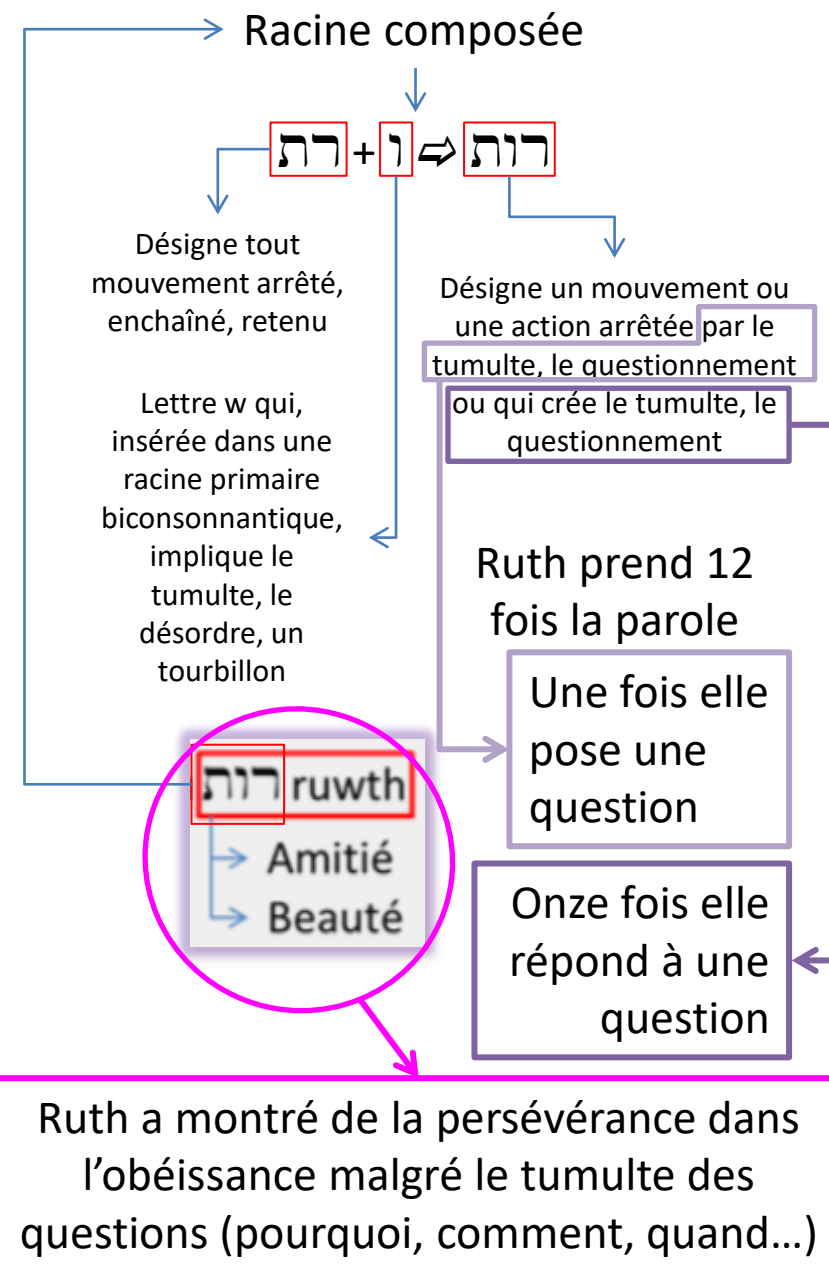 Racine composée
רת + ו ⇨ רות
Désigne tout
mouvement arrêté,
enchaîné, retenu
Désigne un mouvement ou
une action arrêtée par le
tumulte, le questionnement
ou qui crée le tumulte, le
questionnement
Lettre w qui,
insérée dans une
racine primaire
biconsonnantique,
implique le
tumulte, le
désordre, un
tourbillon
Ruth prend 12
fois la parole
Une fois elle
pose une
question
רות ruwth
Amitié
Beauté
Onze fois elle
répond à une
question
Ruth a montré de la persévérance dans
l’obéissance malgré le tumulte des
questions (pourquoi, comment, quand…)